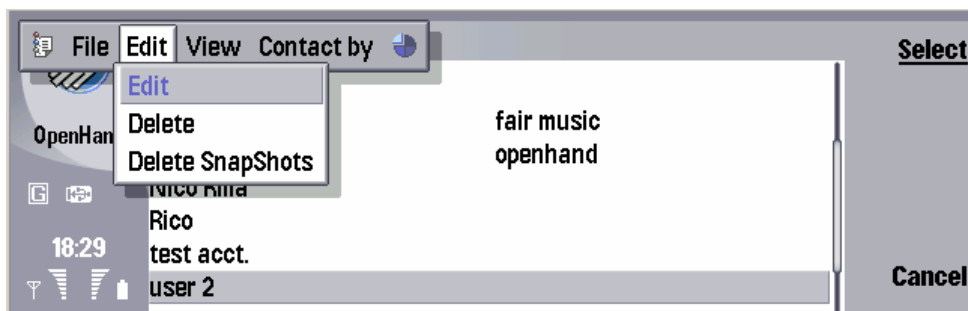 File Edit View Contact by
Select
Edit
Delete
Delete SnapShots
fair music
openhand
OpenHan
G
Rico
18:29
test acct.
user 2
Cancel